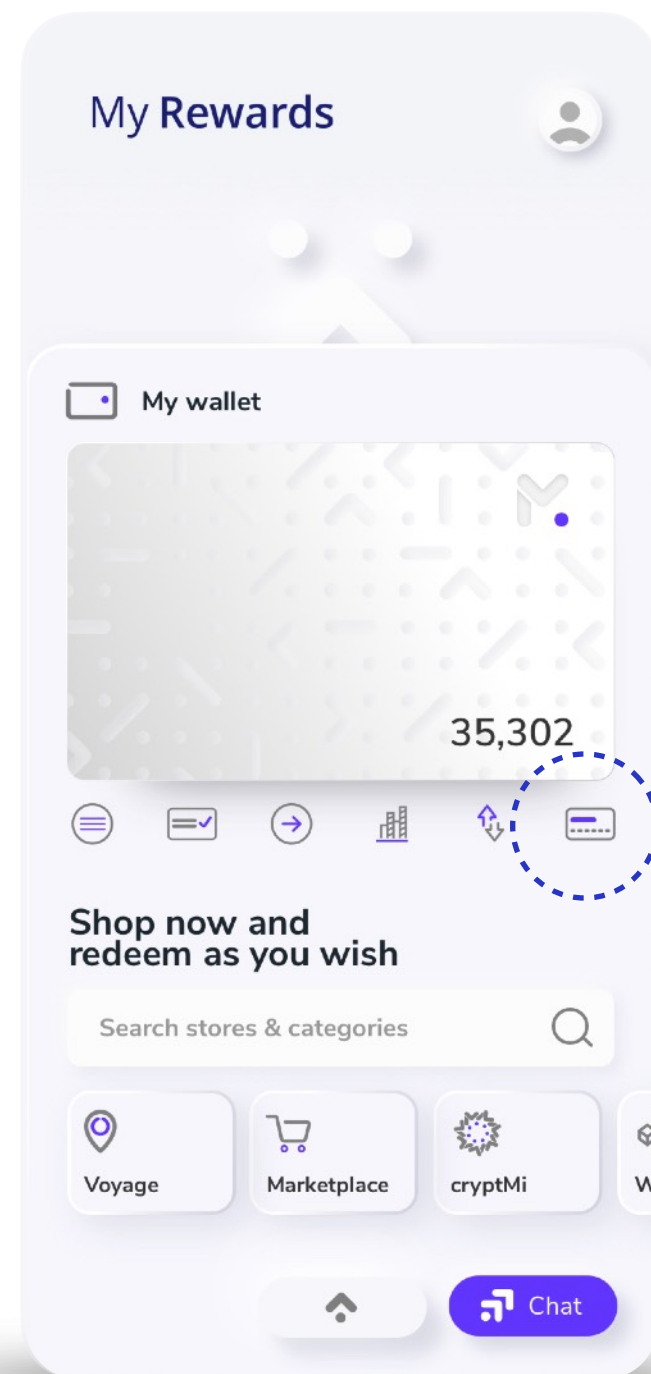 My Rewards
My wallet
35,302
Shop now and
redeem as you wish
Search stores & categories
Voyage
Marketplace
cryptMi
Chat